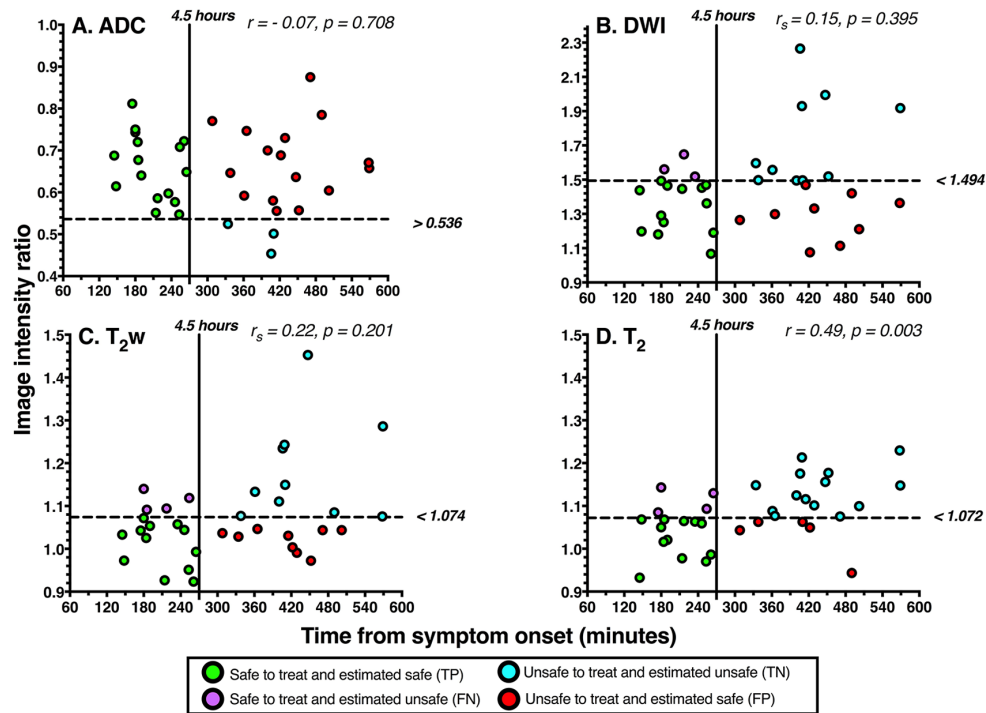 A. ADC
4.5 hours
r = - 0.07, p = 0.708
1.0
0.9
0.8
0.7
0.6
0.5
0.4
> 0.536
60 120 180 240 300 360 420 480 540 600
B. DWI
4.5 hours
rs = 0.15, p = 0.395
2.3
2.1
1.9
1.7
1.5
1.3
1.1
0.9
< 1.494
60 120 180 240 300 360 420 480 540 600
Image intensity ratio
C. T2w
4.5 hours
rs = 0.22, p = 0.201
1.5
1.4
1.3
1.2
1.1
1.0
0.9
< 1.074
60 120 180 240 300 360 420 480 540 600
D. T2
4.5 hours
r = 0.49, p = 0.003
1.5
1.4
1.3
1.2
1.1
1.0
0.9
< 1.072
60 120 180 240 300 360 420 480 540 600
Time from symptom onset (minutes)
Safe to treat and estimated safe (TP)
Unsafe to treat and estimated unsafe (TN)
Safe to treat and estimated unsafe (FN)
Unsafe to treat and estimated safe (FP)